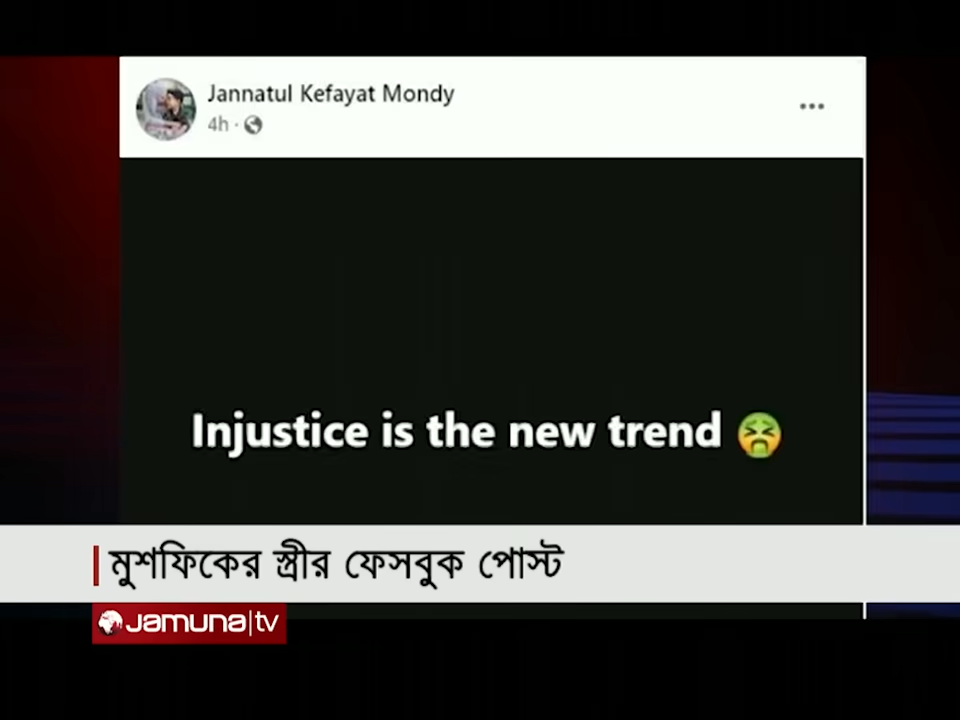 Jannatul Kefayat Mondy
4h ·
Injustice is the new trend 🤮
মুশফিকের স্ত্রীর ফেসবুক পোস্ট
Jamuna|tv